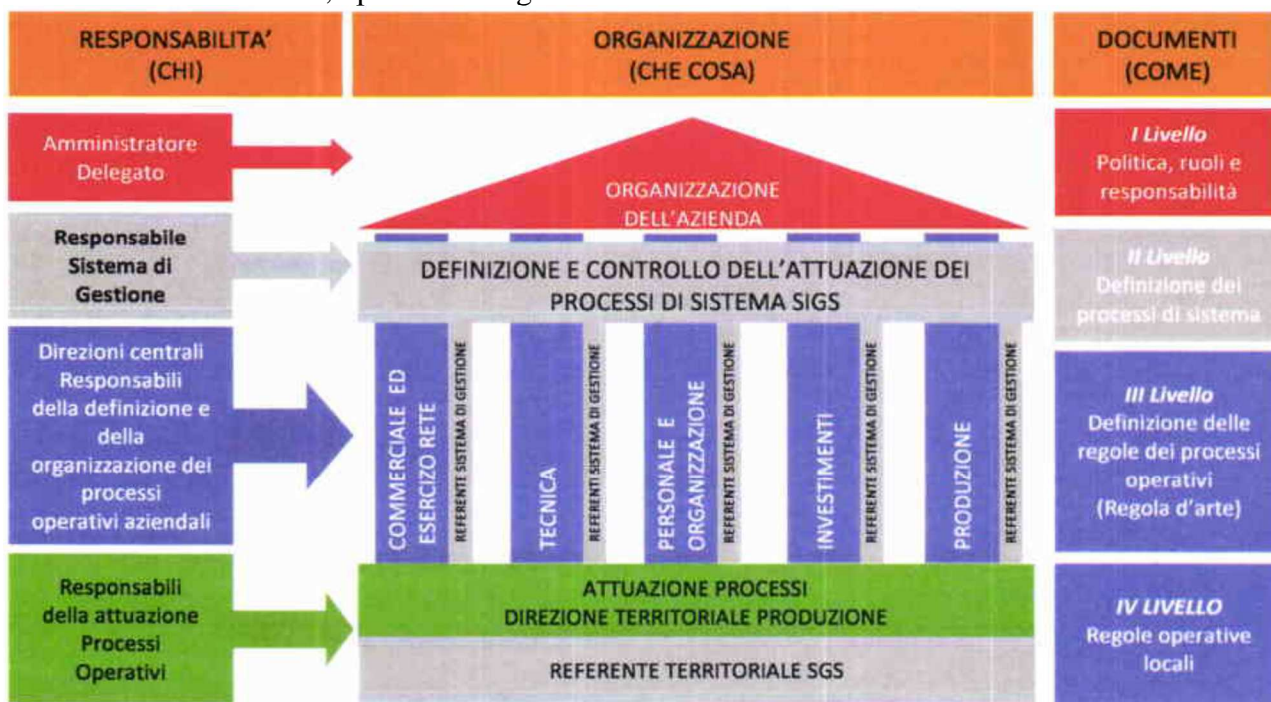 RESPONSABILITA'
(CHI)
ORGANIZZAZIONE
(CHE COSA)
DOCUMENTI
(COME)
Amministratore
Delegato
ORGANIZZAZIONE
DELL'AZIENDA
I Livello
Politica, ruoli e
responsabilità
Responsabile
Sistema di
Gestione
DEFINIZIONE E CONTROLLO DELL'ATTUAZIONE DEI
PROCESSI DI SISTEMA SIGS
II Livello
Definizione dei
processi di sistema
Direzioni centrali
Responsabili
della definizione e
della
organizzazione dei
processi
operativi aziendali
COMMERCIALE ED
ESERCIZO RETE
REFERENTE SISTEMA DI GESTIONE
TECNICA
REFERENTI SISTEMA DI GESTIONE
PERSONALE E
ORGANIZZAZIONE
REFERENTE SISTEMA DI GESTIONE
INVESTIMENTI
REFERENTE SISTEMA DI GESTIONE
PRODUZIONE
REFERENTE SISTEMA DI GESTIONE
III Livello
Definizione delle
regole dei processi
operativi
(Regola d'arte)
Responsabili
della attuazione
Processi
Operativi
ATTUAZIONE PROCESSI
DIREZIONE TERRITORIALE PRODUZIONE
REFERENTE TERRITORIALE SGS
IV LIVELLO
Regole operative
locali